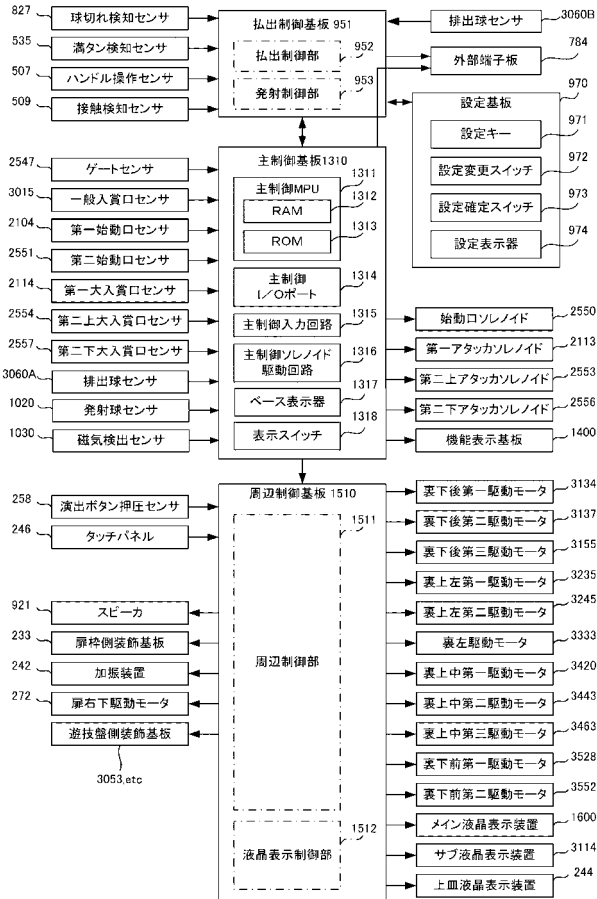 827 球切れ検知センサ
535 満タン検知センサ
507 ハンドル操作センサ
509 接触検知センサ
払出制御基板 951
払出制御部 952
発射制御部 953
排出球センサ 3060B
外部端子板 784
設定基板 970
設定キー 971
設定変更スイッチ 972
設定確定スイッチ 973
設定表示器 974
2547 ゲートセンサ
3015 一般入賞口センサ
2104 第一始動口センサ
2551 第二始動口センサ
2114 第一大入賞口センサ
2554 第二上大入賞口センサ
2557 第二下大入賞口センサ
3060A 排出球センサ
1020 発射球センサ
1030 磁気検出センサ
主制御基板1310
主制御MPU 1311
RAM 1312
ROM 1313
主制御
I/Oポート 1314
主制御入力回路 1315
主制御ソレノイド
駆動回路 1316
ベース表示器 1317
表示スイッチ 1318
始動口ソレノイド 2550
第一アタッカソレノイド 2113
第二上アタッカソレノイド 2553
第二下アタッカソレノイド 2556
機能表示基板 1400
258 演出ボタン押圧センサ
246 タッチパネル
921 スピーカ
233 扉枠側装飾基板
242 加振装置
272 扉右下駆動モータ
遊技盤側装飾基板
3053,etc
周辺制御基板 1510
周辺制御部 1511
液晶表示制御部 1512
裏下後第一駆動モータ 3134
裏下後第二駆動モータ 3137
裏下後第三駆動モータ 3155
裏上左第一駆動モータ 3235
裏上左第二駆動モータ 3245
裏左駆動モータ 3333
裏上中第一駆動モータ 3420
裏上中第二駆動モータ 3443
裏上中第三駆動モータ 3463
裏下前第一駆動モータ 3528
裏下前第二駆動モータ 3552
メイン液晶表示装置 1600
サブ液晶表示装置 3114
上皿液晶表示装置 244